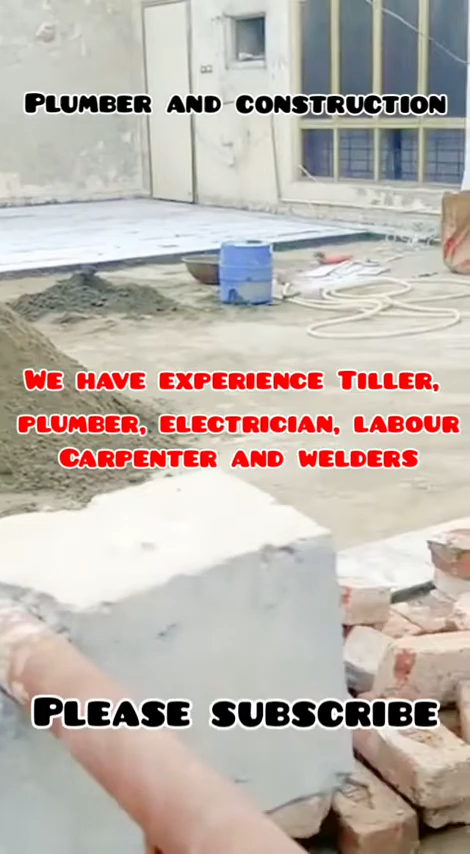 Plumber and construction
We have experience Tiller,
plumber, electrician, labour
Carpenter and welders
Please subscribe